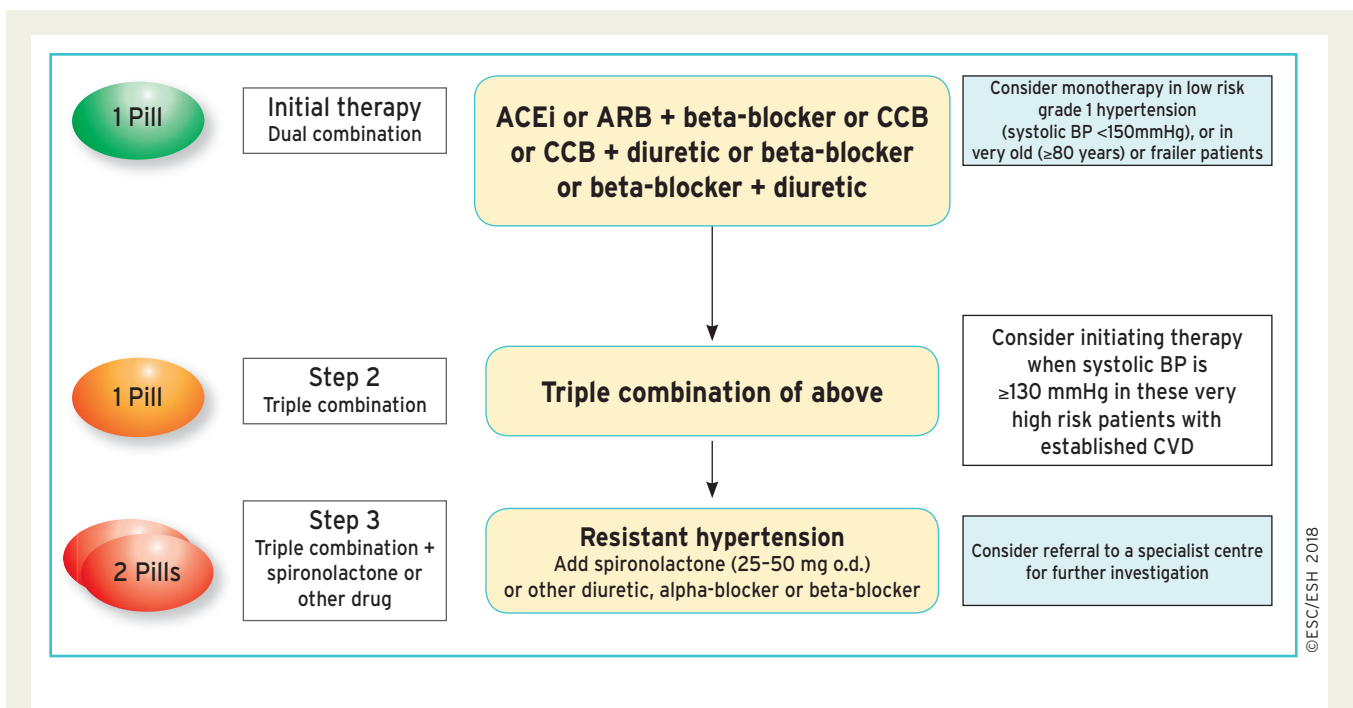 1 Pill
Initial therapy
Dual combination
ACEi or ARB + beta-blocker or CCB
or CCB + diuretic or beta-blocker
or beta-blocker + diuretic
Consider monotherapy in low risk
grade 1 hypertension
(systolic BP <150mmHg), or in
very old (≥80 years) or frailer patients
1 Pill
Step 2
Triple combination
Triple combination of above
Consider initiating therapy
when systolic BP is
≥130 mmHg in these very
high risk patients with
established CVD
2 Pills
Step 3
Triple combination +
spironolactone or
other drug
Resistant hypertension
Add spironolactone (25–50 mg o.d.)
or other diuretic, alpha-blocker or beta-blocker
Consider referral to a specialist centre
for further investigation
©ESC/ESH 2018